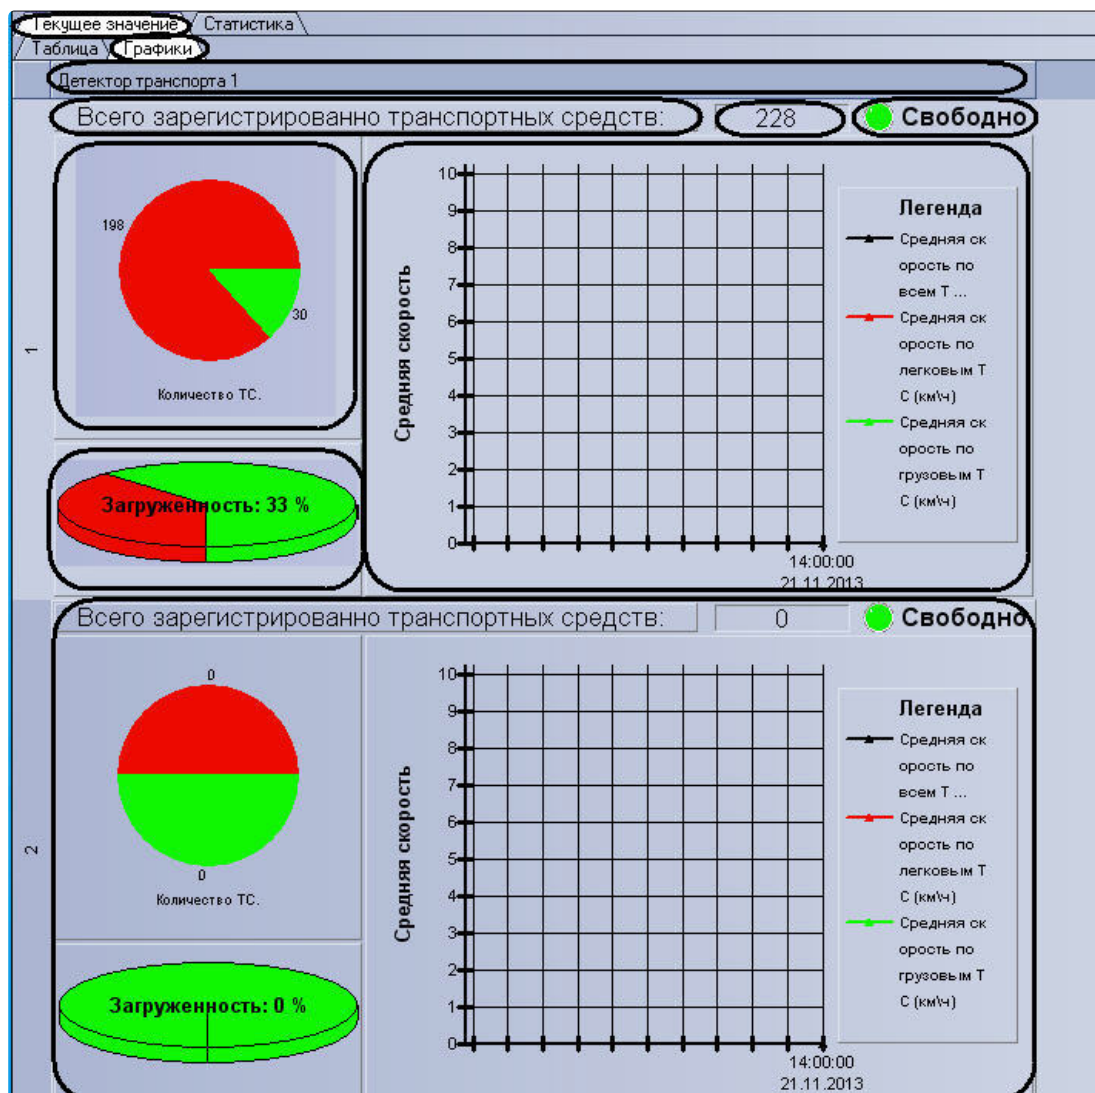 Текущее значение Статистика
Таблица Графики
Детектор транспорта 1
Всего зарегистрированно транспортных средств: 228 Свободно
1
198
30
Количество ТС.
Загруженность: 33 %
Средняя скорость
10
9
8
7
6
5
4
3
2
1
0
14:00:00
21.11.2013
Легенда
Средняя ск
орость по
всем Т ...
Средняя ск
орость по
легковым Т
С (км\ч)
Средняя ск
орость по
грузовым Т
С (км\ч)
Всего зарегистрированно транспортных средств: 0 Свободно
2
0
0
Количество ТС.
Загруженность: 0 %
Средняя скорость
10
9
8
7
6
5
4
3
2
1
0
14:00:00
21.11.2013
Легенда
Средняя ск
орость по
всем Т ...
Средняя ск
орость по
легковым Т
С (км\ч)
Средняя ск
орость по
грузовым Т
С (км\ч)